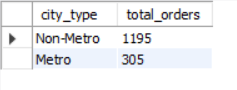 city_type total_orders
Non-Metro 1195
Metro 305